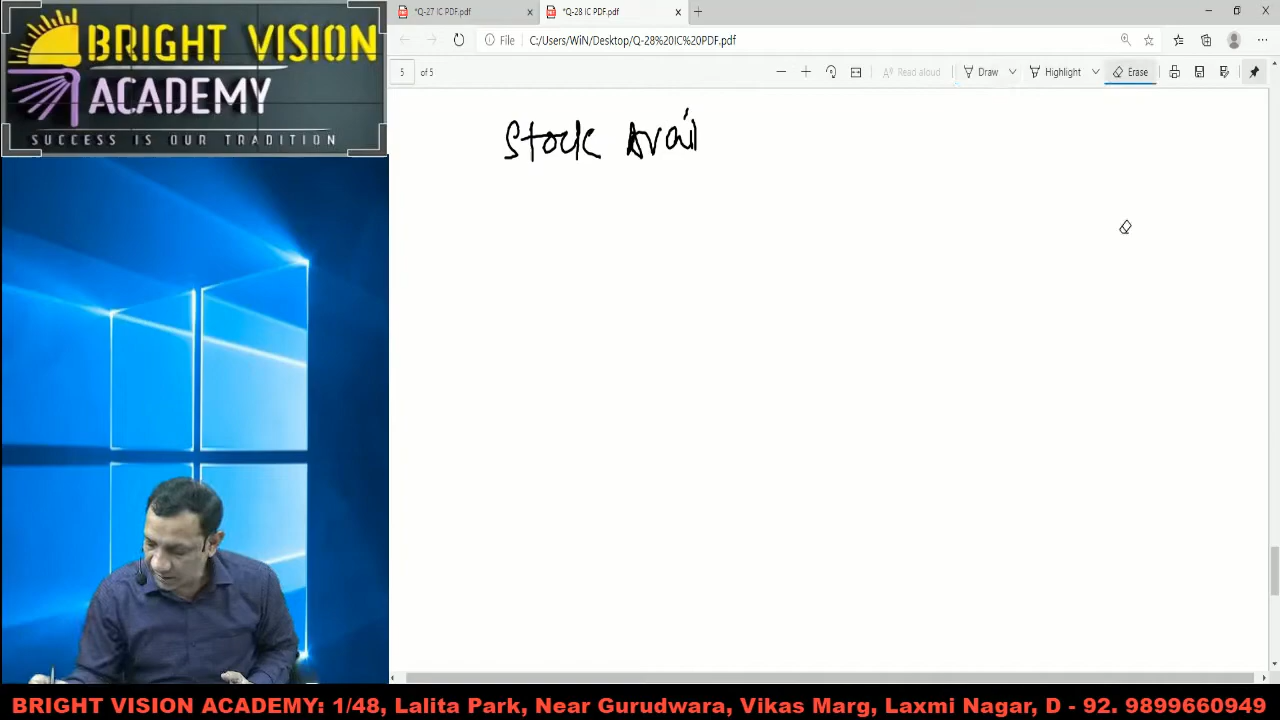 BRIGHT VISION
ACADEMY
SUCCESS IS OUR TRADITION
*Q-27 IC PDF.pdf
*Q-28 IC PDF.pdf
File C:/Users/WiN/Desktop/Q-28%20IC%20PDF.pdf
5 of 5
Read aloud Draw Highlight Erase
Stock Avai
BRIGHT VISION ACADEMY: 1/48, Lalita Park, Near Gurudwara, Vikas Marg, Laxmi Nagar, D - 92. 9899660949